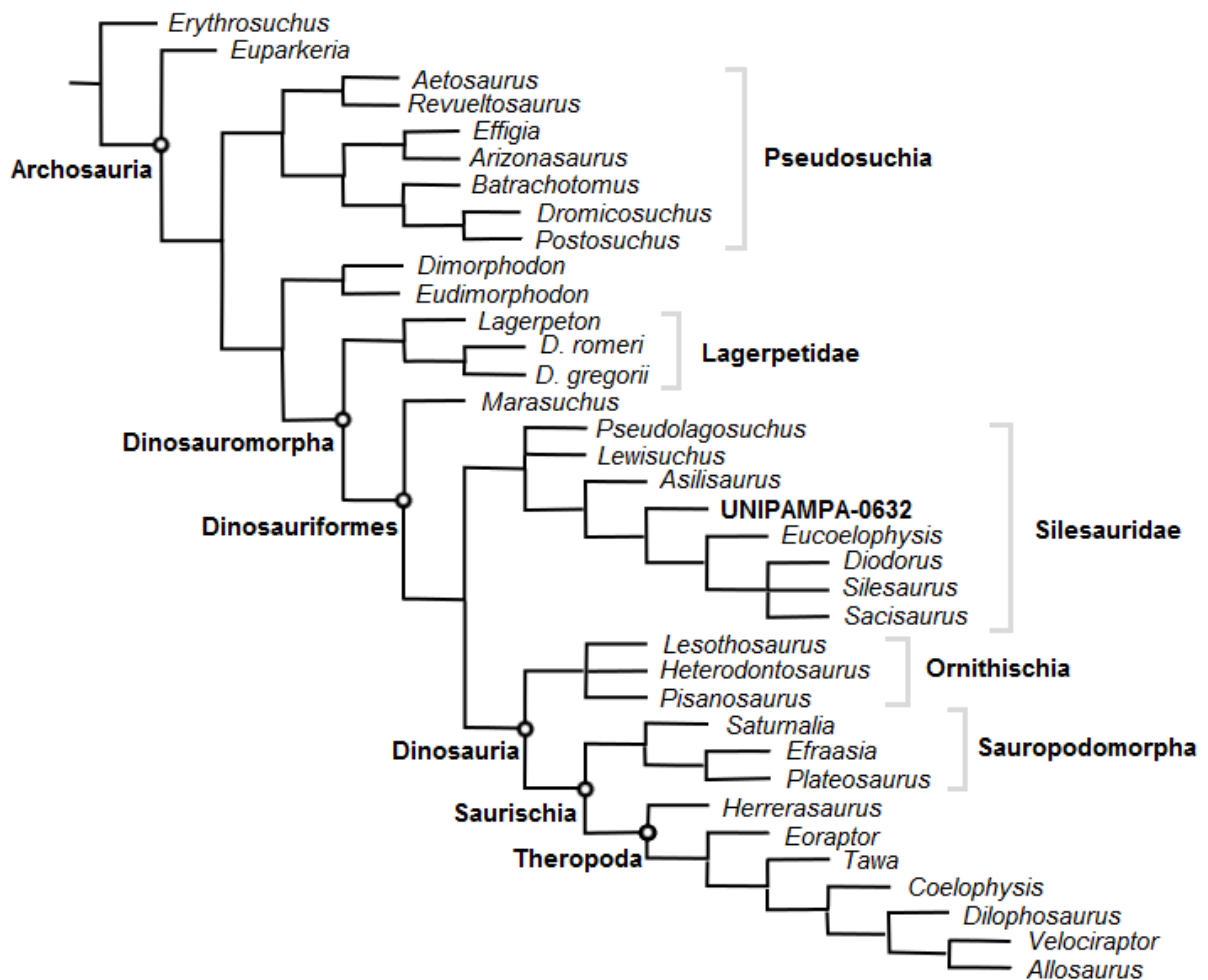 Erythrosuchus
Euparkeria
Aetosaurus
Revueltosaurus
Effigia
Arizonasaurus
Pseudosuchia
Archosauria
Batrachotomus
Dromicosuchus
Postosuchus
Dimorphodon
Eudimorphodon
Lagerpeton
D. romeri
Lagerpetidae
D. gregorii
Marasuchus
Dinosauromorpha
Pseudolagosuchus
Lewisuchus
Asilisaurus
UNIPAMPA-0632
Dinosauriformes
Silesauridae
Eucoelophysis
Diodorus
Silesaurus
Sacisaurus
Lesothosaurus
Heterodontosaurus
Ornithischia
Pisanosaurus
Saturnalia
Dinosauria
Efraasia
Sauropodomorpha
Plateosaurus
Herrerasaurus
Saurischia
Eoraptor
Theropoda
Tawa
Coelophysis
Dilophosaurus
Velociraptor
Allosaurus